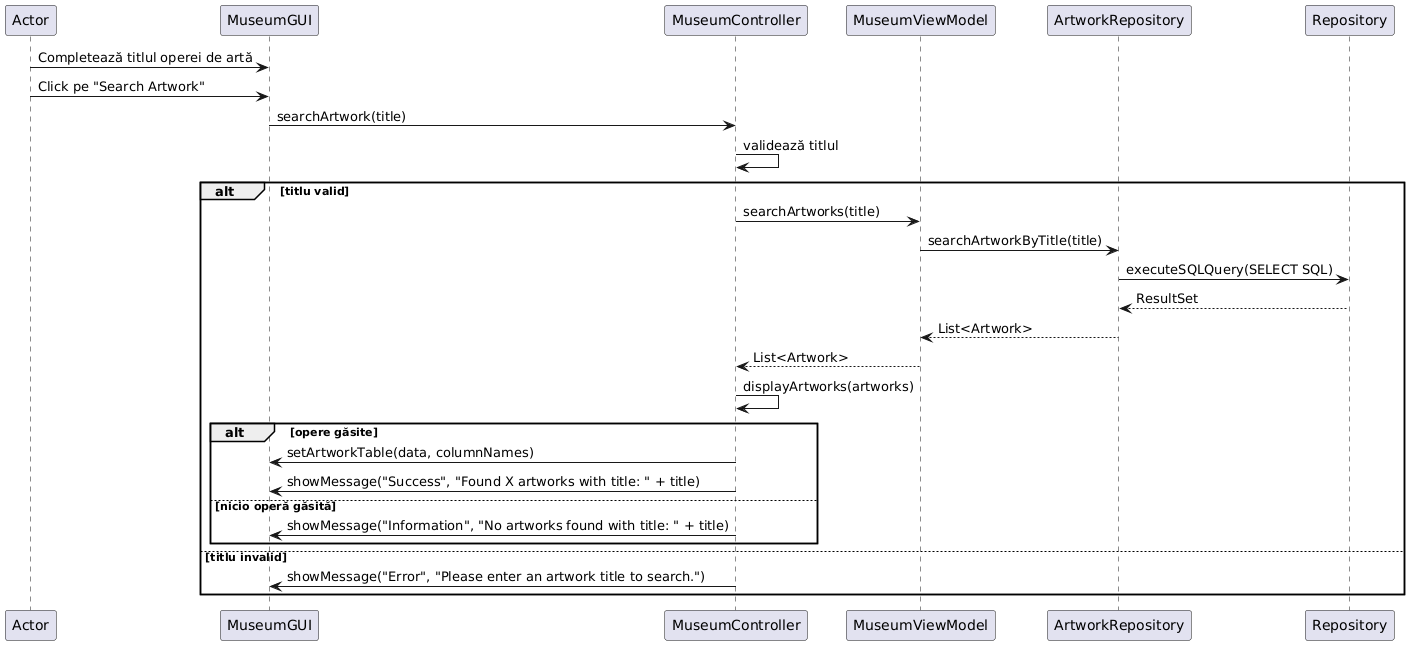 Actor
MuseumGUI
MuseumController
MuseumViewModel
ArtworkRepository
Repository
Completează titlul operei de artă
Click pe "Search Artwork"
searchArtwork(title)
validează titlul
alt [titlu valid]
searchArtworks(title)
searchArtworkByTitle(title)
executeSQLQuery(SELECT SQL)
ResultSet
List<Artwork>
List<Artwork>
displayArtworks(artworks)
alt [opere găsite]
setArtworkTable(data, columnNames)
showMessage("Success", "Found X artworks with title: " + title)
[nicio operă găsită]
showMessage("Information", "No artworks found with title: " + title)
[titlu invalid]
showMessage("Error", "Please enter an artwork title to search.")
Actor
MuseumGUI
MuseumController
MuseumViewModel
ArtworkRepository
Repository